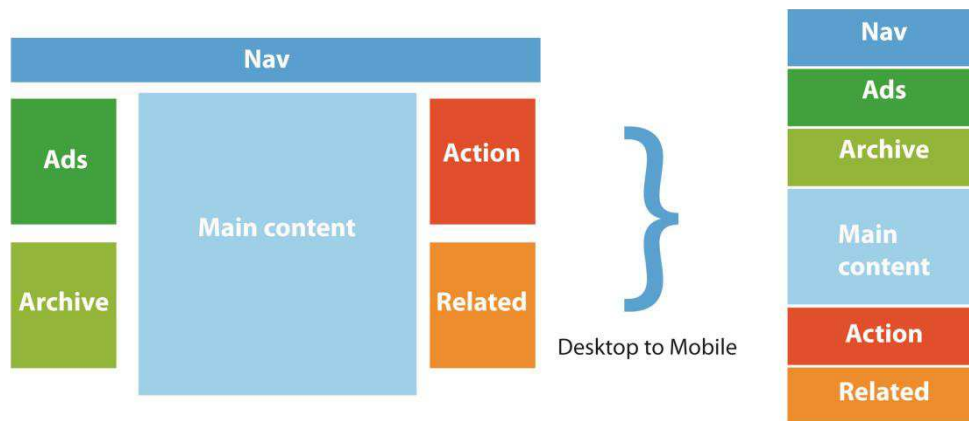 Nav
Ads
Archive
Main content
Action
Related
Desktop to Mobile
Nav
Ads
Archive
Main
content
Action
Related